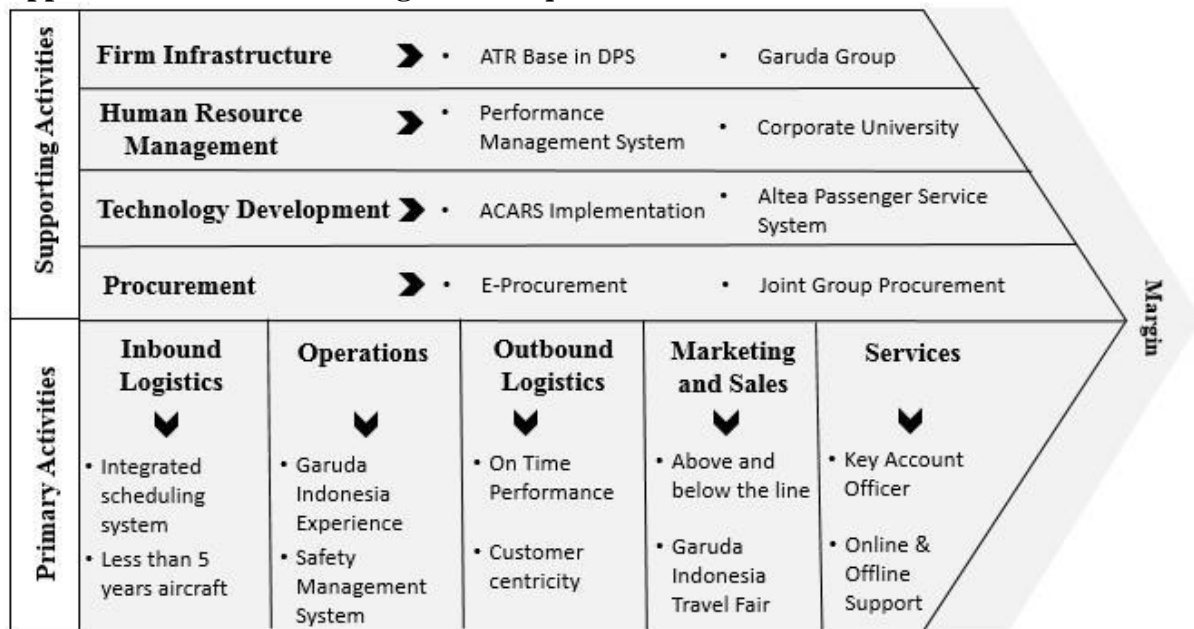 Supporting Activities
Firm Infrastructure
• ATR Base in DPS
• Garuda Group
Human Resource
Management
• Performance
Management System
• Corporate University
Technology Development
• ACARS Implementation
• Altea Passenger Service
System
Procurement
• E-Procurement
• Joint Group Procurement
Margin
Primary Activities
Inbound
Logistics
• Integrated
scheduling
system
• Less than 5
years aircraft
Operations
• Garuda
Indonesia
Experience
• Safety
Management
System
Outbound
Logistics
• On Time
Performance
• Customer
centricity
Marketing
and Sales
• Above and
below the line
• Garuda
Indonesia
Travel Fair
Services
• Key Account
Officer
• Online &
Offline
Support